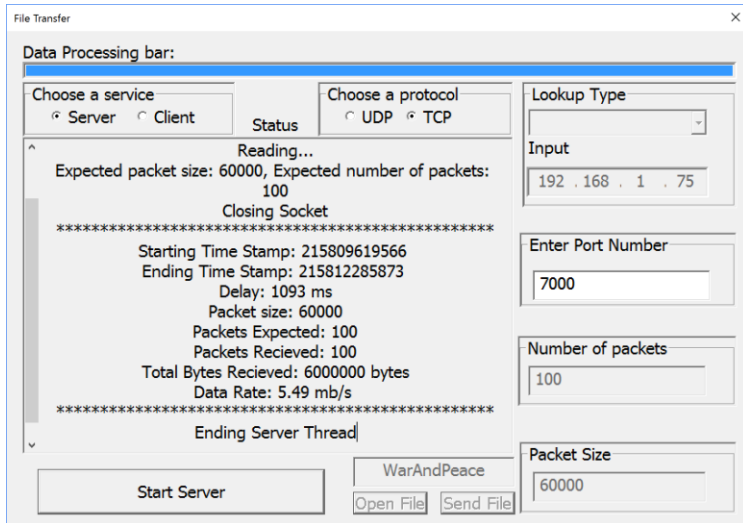 File Transfer
Data Processing bar:
Choose a service
Server Client
Status
Choose a protocol
UDP TCP
Reading...
Expected packet size: 60000, Expected number of packets:
100
Closing Socket
**************************************************
Starting Time Stamp: 215809619566
Ending Time Stamp: 215812285873
Delay: 1093 ms
Packet size: 60000
Packets Expected: 100
Packets Recieved: 100
Total Bytes Recieved: 6000000 bytes
Data Rate: 5.49 mb/s
**************************************************
Ending Server Thread
Start Server
WarAndPeace
Open File Send File
Lookup Type
Input
192 . 168 . 1 . 75
Enter Port Number
7000
Number of packets
100
Packet Size
60000